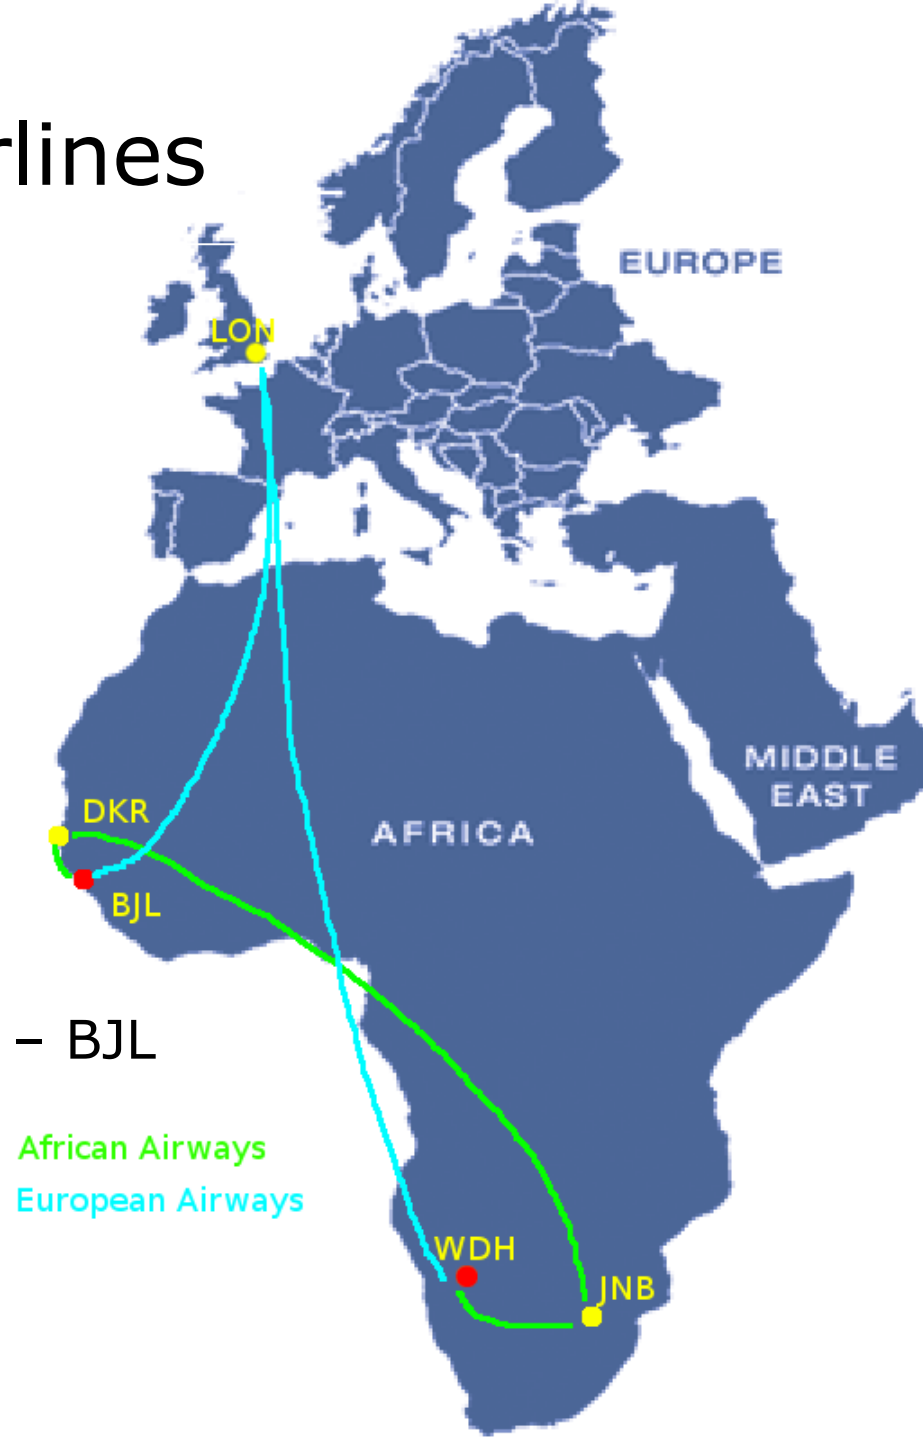 rlines
EUROPE
LON
MIDDLE
EAST
DKR
AFRICA
BJL
– BJL
African Airways
European Airways
WDH
JNB